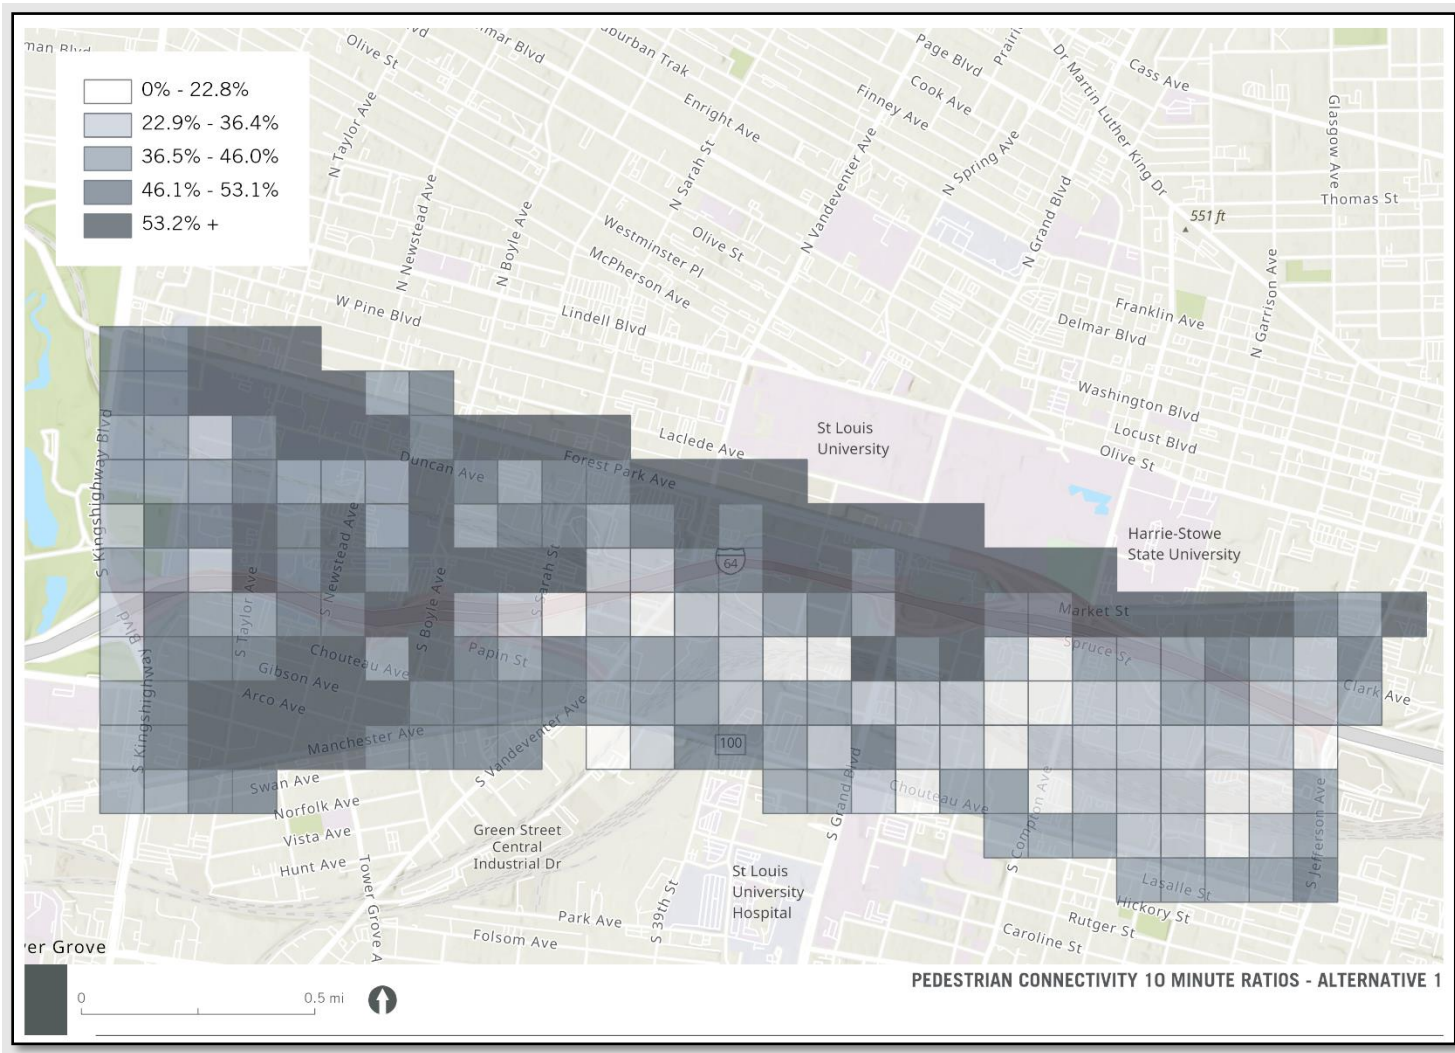 man Blvd
0% - 22.8%
22.9% - 36.4%
36.5% - 46.0%
46.1% - 53.1%
53.2% +
Olive St
mar Blvd
burban Trak
Page Blvd
Prairi
Cass Ave
Cook Ave
Finney Ave
Dr Martin Luther King Dr
Glasgow Ave
Enright Ave
N Taylor Ave
N Sarah St
N Vandeventer Ave
N Spring Ave
Thomas St
N Newstead Ave
N Boyle Ave
551 ft
N Grand Blvd
Olive St
Westminster Pl
McPherson Ave
N Garrison Ave
W Pine Blvd
Lindell Blvd
Franklin Ave
Delmar Blvd
Washington Blvd
Locust Blvd
Olive St
St Louis
University
Laclede Ave
S Kingshighway Blvd
Duncan Ave
Forest Park Ave
Harrie-Stowe
State University
S Newstead Ave
S Sarah St
64
S Taylor Ave
S Boyle Ave
Market St
Blvd
S Kingshighway
Chouteau Ave
Papin St
Spruce St
Gibson Ave
Arco Ave
Clark Ave
Manchester Ave
S Vandeventer Ave
100
S Grand Blvd
Swan Ave
Chouteau Ave
S Compton Ave
S Jefferson Ave
Norfolk Ave
Vista Ave
Hunt Ave
Green Street
Central
Industrial Dr
Tower Grove A
St Louis
University
Hospital
S 39th St
Lasalle St
Hickory St
Rutger St
Caroline St
Park Ave
Folsom Ave
er Grove
PEDESTRIAN CONNECTIVITY 10 MINUTE RATIOS - ALTERNATIVE 1
0
0.5 mi